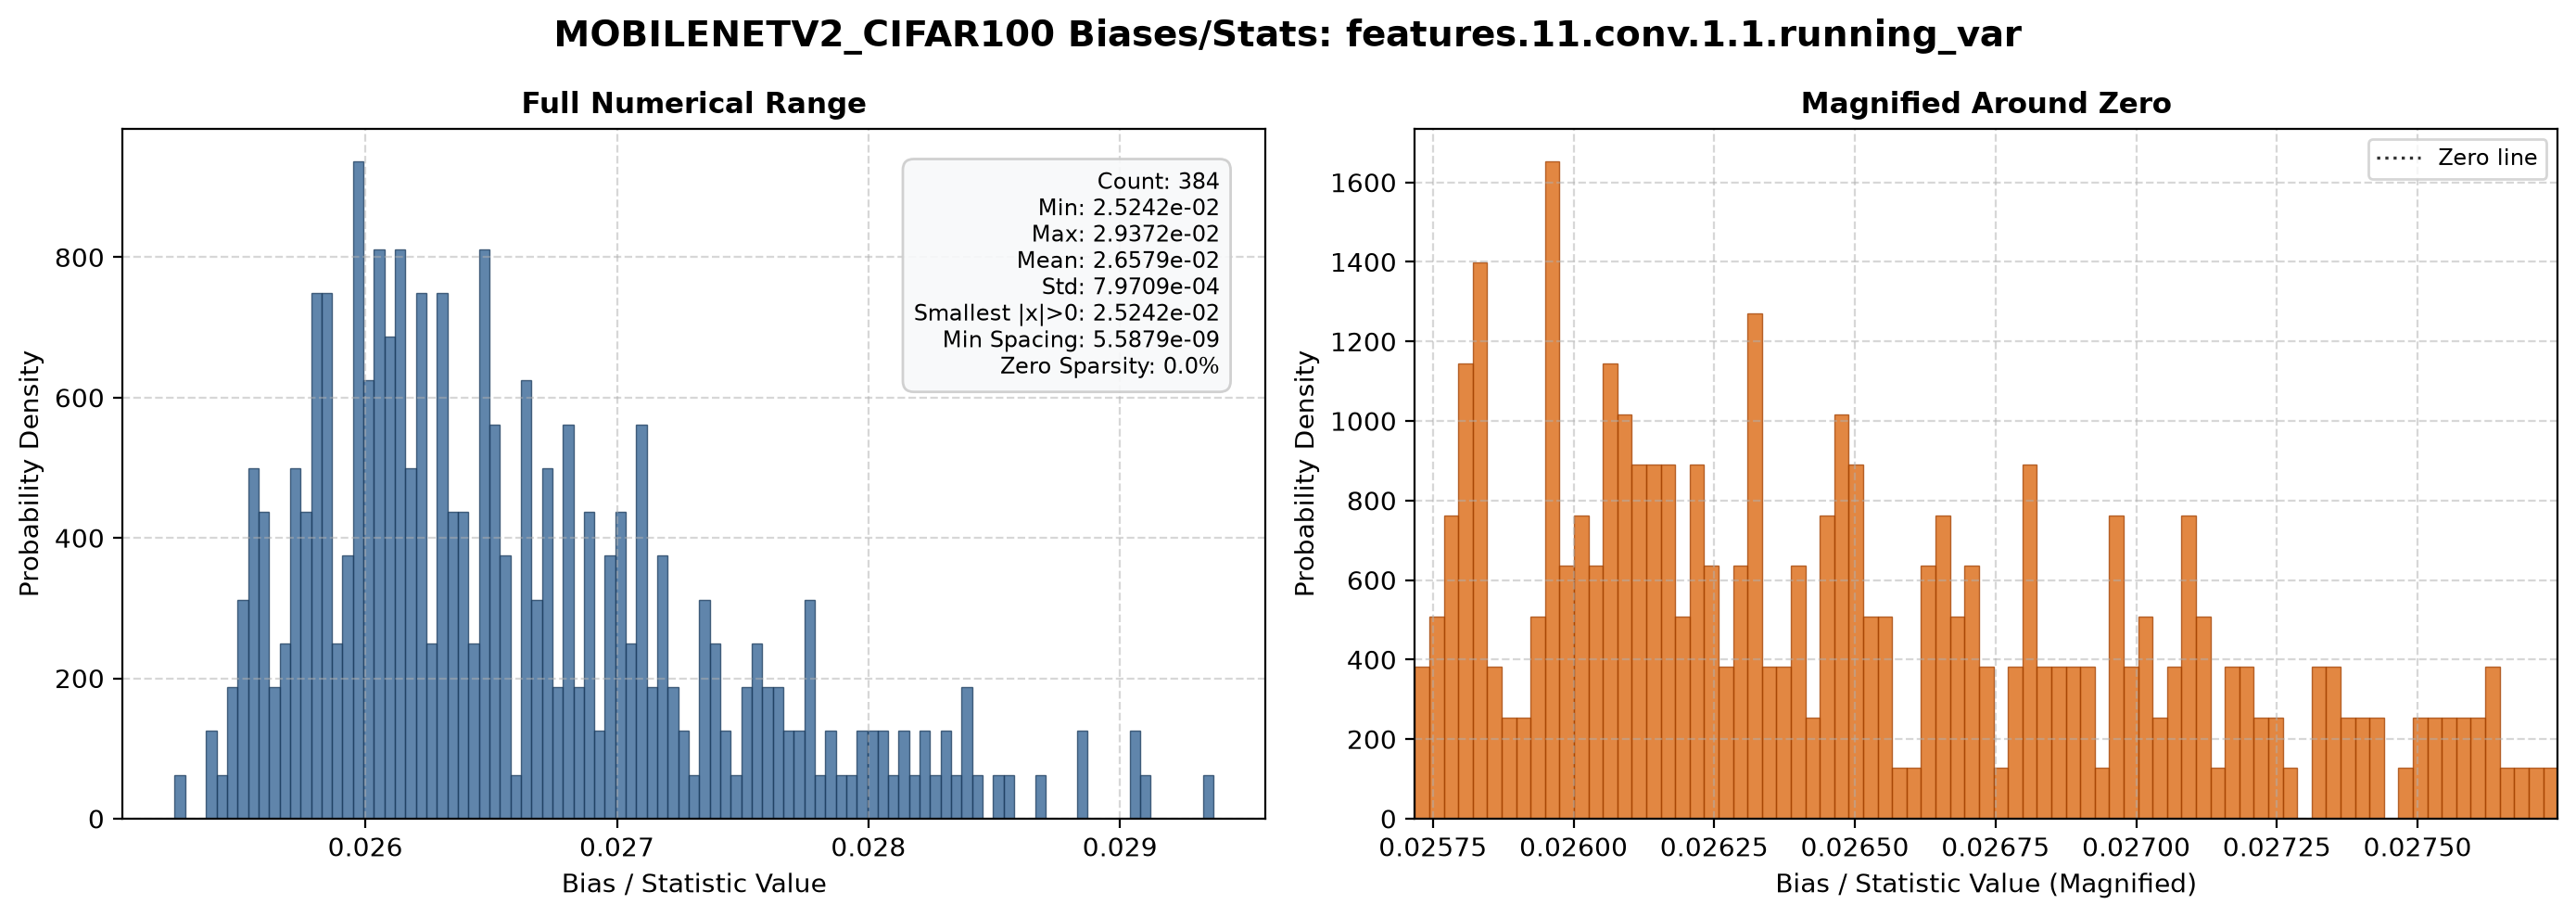 MOBILENETV2_CIFAR100 Biases/Stats: features.11.conv.1.1.running_var
Full Numerical Range
Probability Density
0
200
400
600
800
0.026
0.027
0.028
0.029
Bias / Statistic Value
Count: 384
Min: 2.5242e-02
Max: 2.9372e-02
Mean: 2.6579e-02
Std: 7.9709e-04
Smallest |x|>0: 2.5242e-02
Min Spacing: 5.5879e-09
Zero Sparsity: 0.0%
Magnified Around Zero
Probability Density
0
200
400
600
800
1000
1200
1400
1600
0.02575
0.02600
0.02625
0.02650
0.02675
0.02700
0.02725
0.02750
Bias / Statistic Value (Magnified)
Zero line